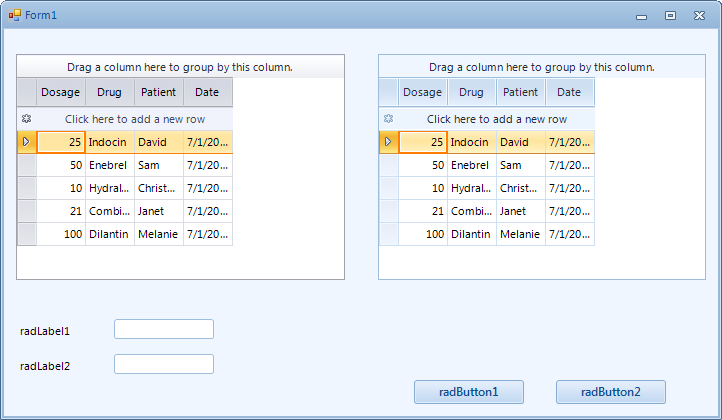 Form1
Drag a column here to group by this column.
Dosage Drug Patient Date
Click here to add a new row
25 Indocin David 7/1/20...
50 Enebrel Sam 7/1/20...
10 Hydral... Christ... 7/1/20...
21 Combi... Janet 7/1/20...
100 Dilantin Melanie 7/1/20...
Drag a column here to group by this column.
Dosage Drug Patient Date
Click here to add a new row
25 Indocin David 7/1/20...
50 Enebrel Sam 7/1/20...
10 Hydral... Christ... 7/1/20...
21 Combi... Janet 7/1/20...
100 Dilantin Melanie 7/1/20...
radLabel1
radLabel2
radButton1 radButton2